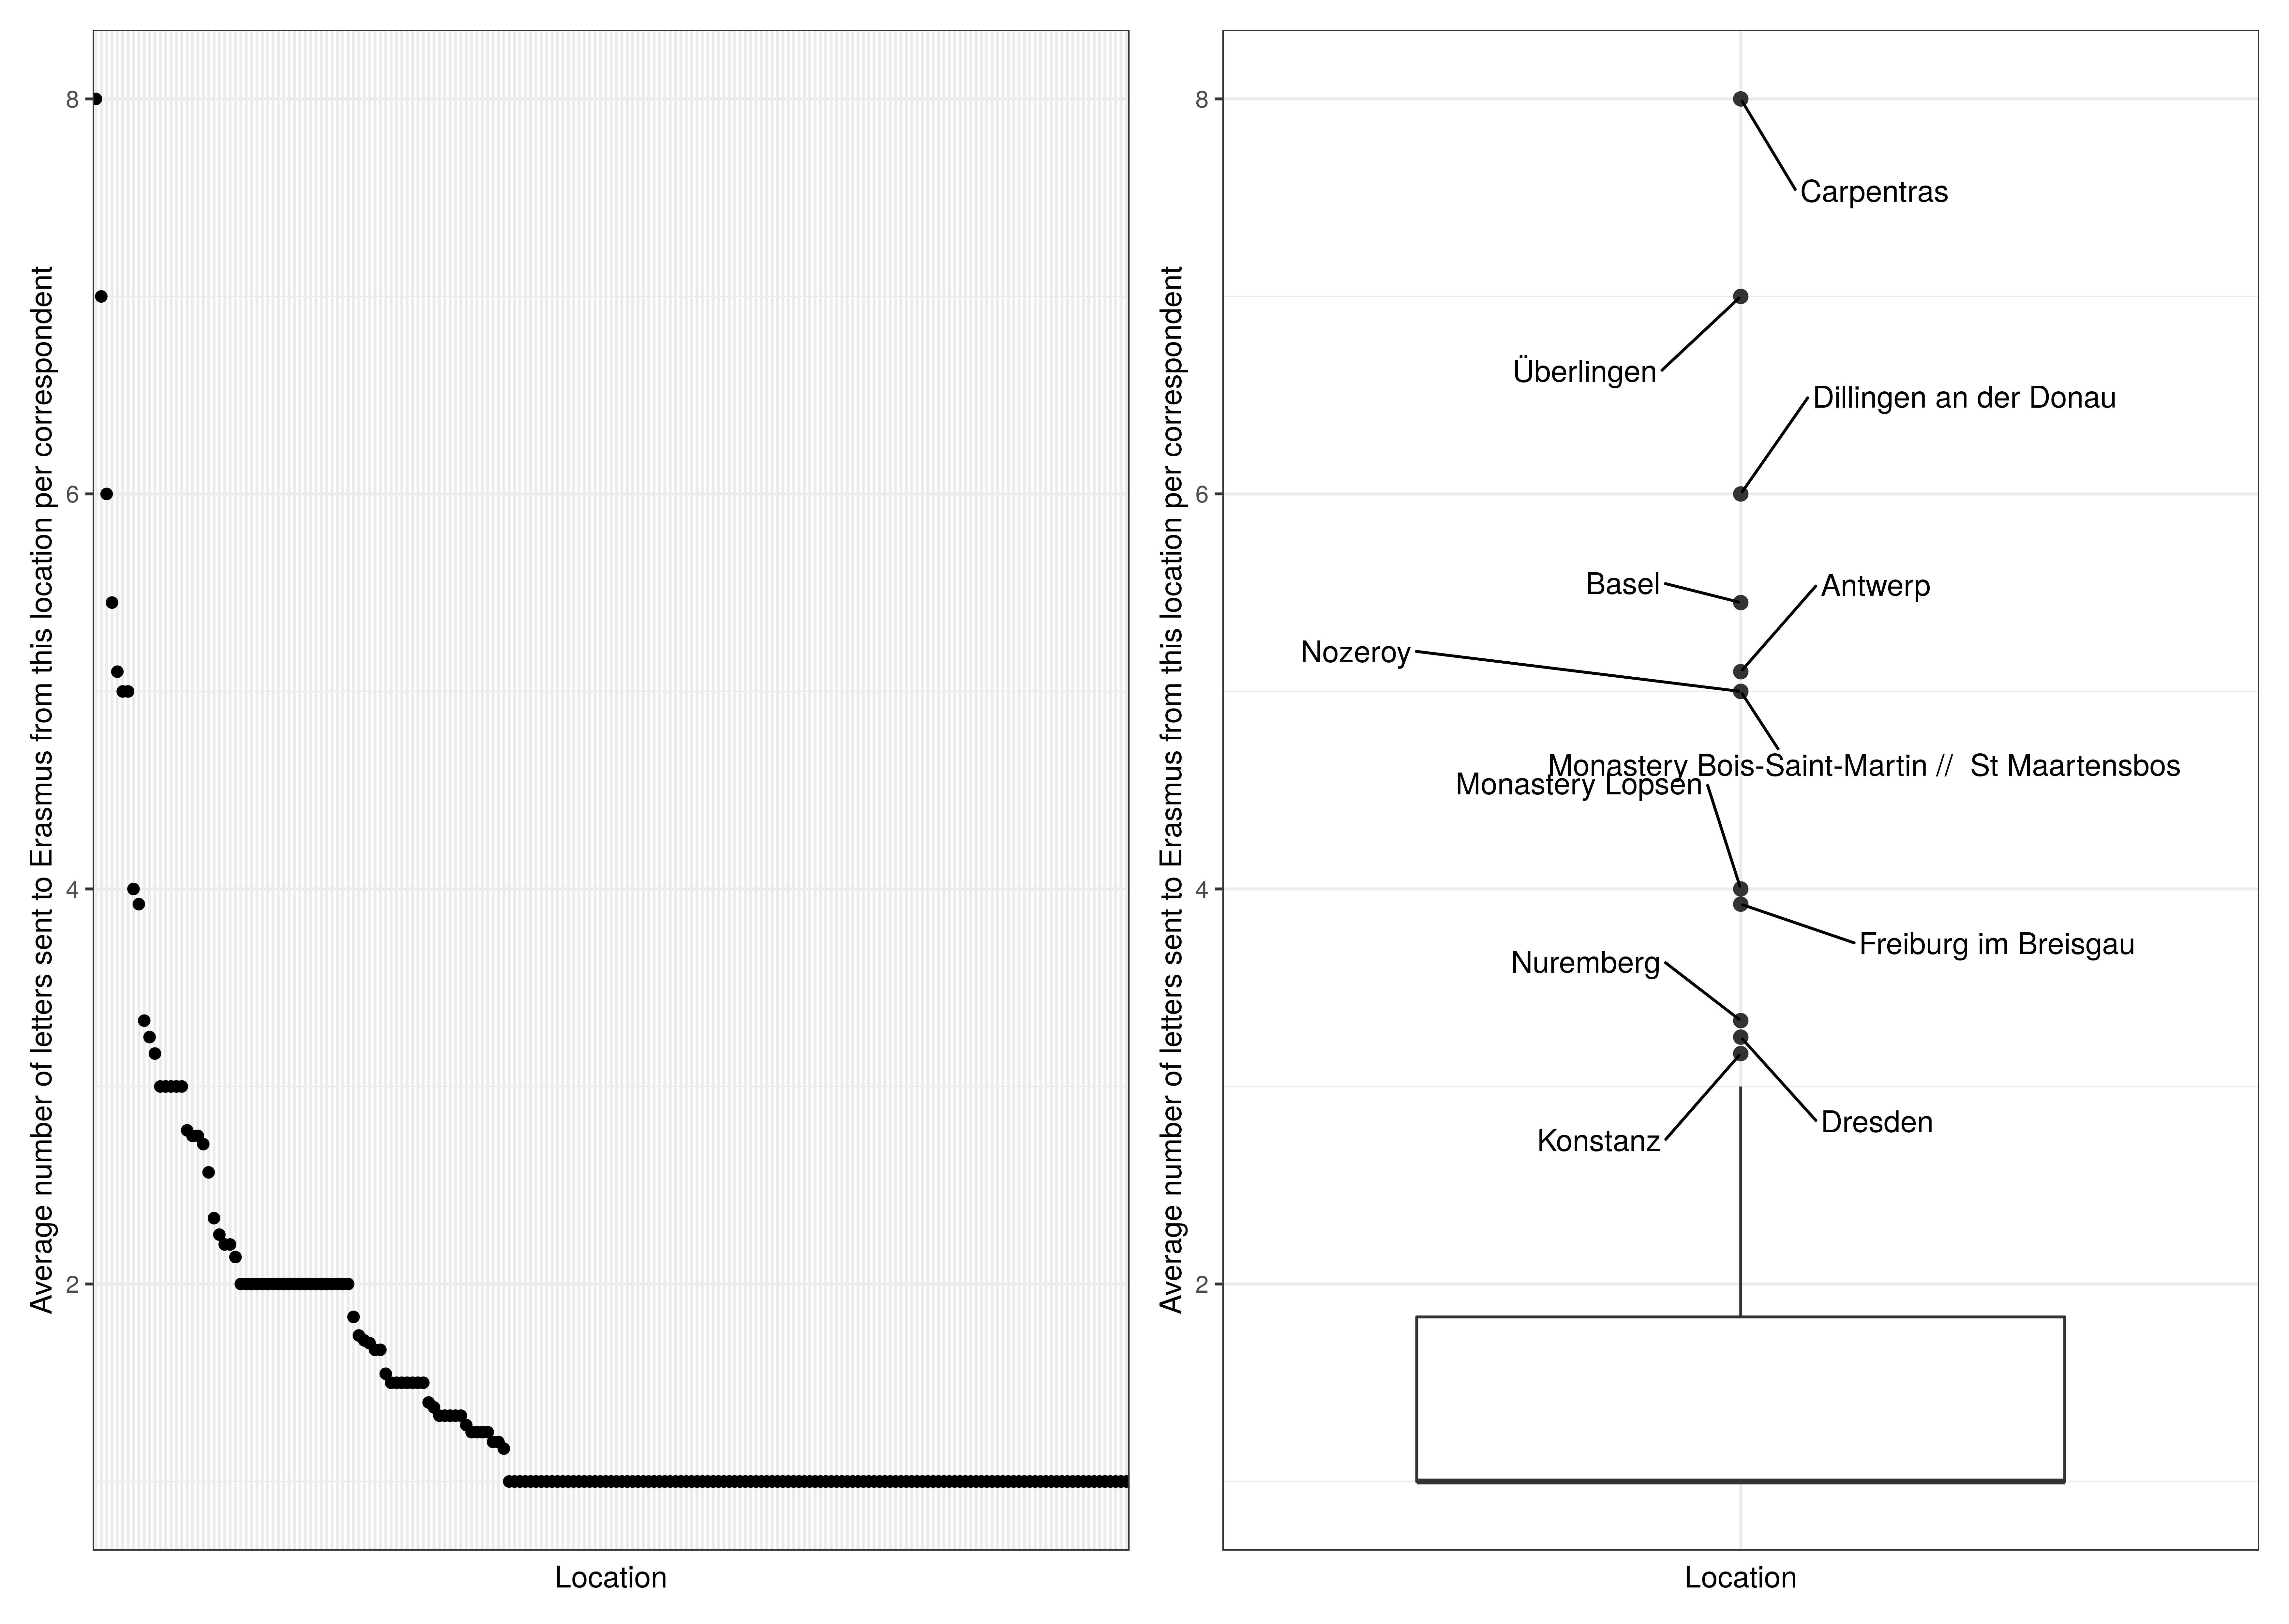 Average number of letters sent to Erasmus from this location per correspondent
8
6
4
2
Location
Average number of letters sent to Erasmus from this location per correspondent
8
6
4
2
Carpentras
Überlingen
Dillingen an der Donau
Basel
Antwerp
Nozeroy
Monastery Bois-Saint-Martin //  St Maartensbos
Monastery Lopsen
Freiburg im Breisgau
Nuremberg
Dresden
Konstanz
Location